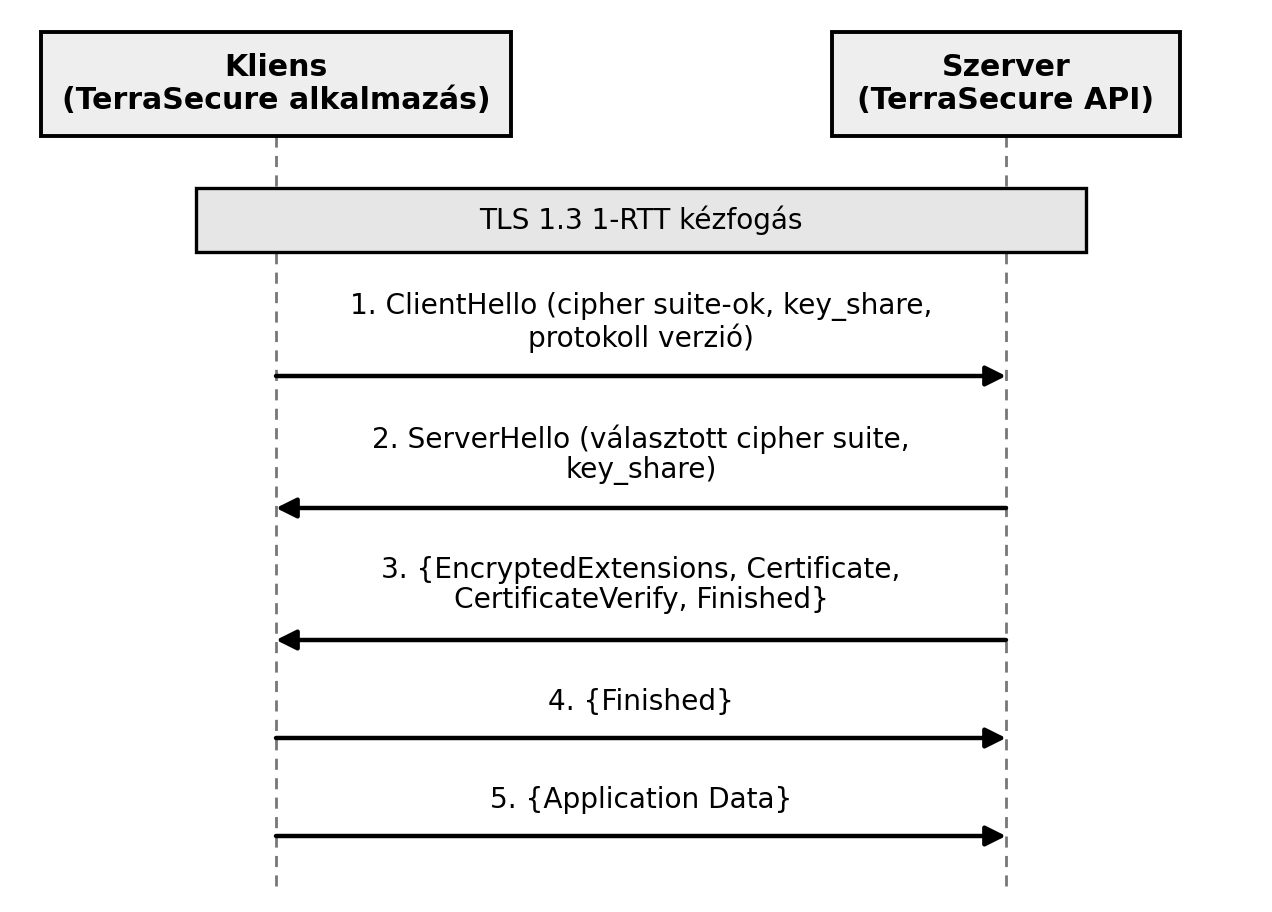 Kliens
(TerraSecure alkalmazás)
Szerver
(TerraSecure API)
TLS 1.3 1-RTT kézfogás
1. ClientHello (cipher suite-ok, key_share,
protokoll verzió)
2. ServerHello (választott cipher suite,
key_share)
3. {EncryptedExtensions, Certificate,
CertificateVerify, Finished}
4. {Finished}
5. {Application Data}